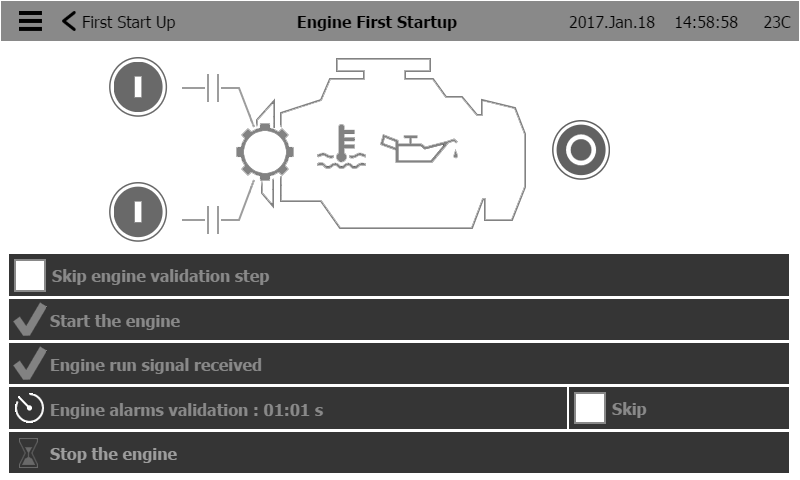 First Start Up Engine First Startup 2017.Jan.18 14:58:58 23C
Skip engine validation step
Start the engine
Engine run signal received
Engine alarms validation : 01:01 s Skip
Stop the engine